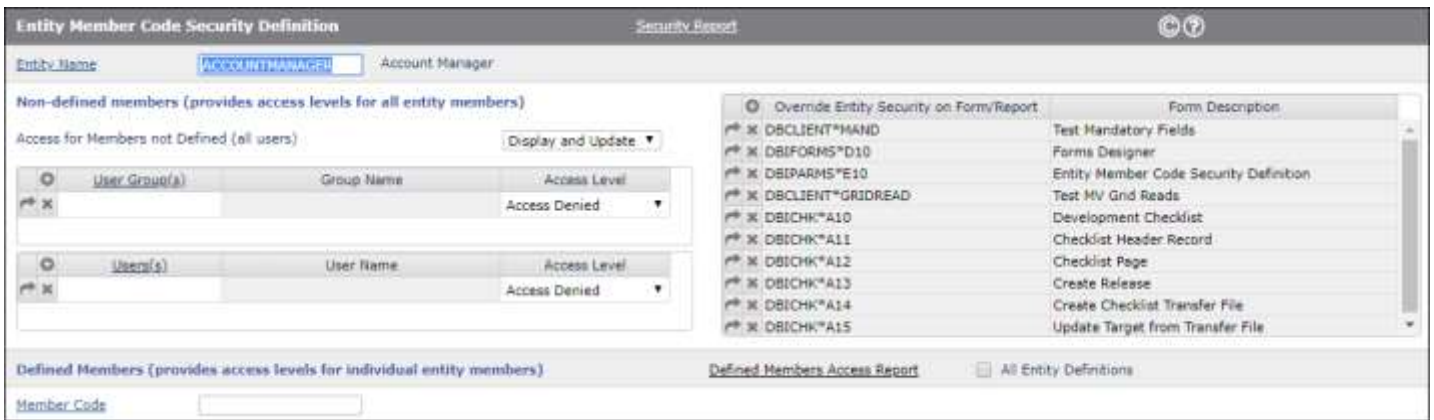 Entity Member Code Security Definition Security Report
Entity Name ACCOUNTMANAGER Account Manager
Non-defined members (provides access levels for all entity members)
Access for Members not Defined (all users) Display and Update
User Group(s) Group Name Access Level
Access Denied
Users(s) User Name Access Level
Access Denied
Override Entity Security on Form/Report Form Description
DBCLIENT*MAND Test Mandatory Fields
DBIFORMS*D10 Forms Designer
DBIPARMS*E10 Entity Member Code Security Definition
DBCLIENT*GRIDREAD Test MV Grid Reads
DBICHK*A10 Development Checklist
DBICHK*A11 Checklist Header Record
DBICHK*A12 Checklist Page
DBICHK*A13 Create Release
DBICHK*A14 Create Checklist Transfer File
DBICHK*A15 Update Target from Transfer File
Defined Members (provides access levels for individual entity members) Defined Members Access Report All Entity Definitions
Member Code